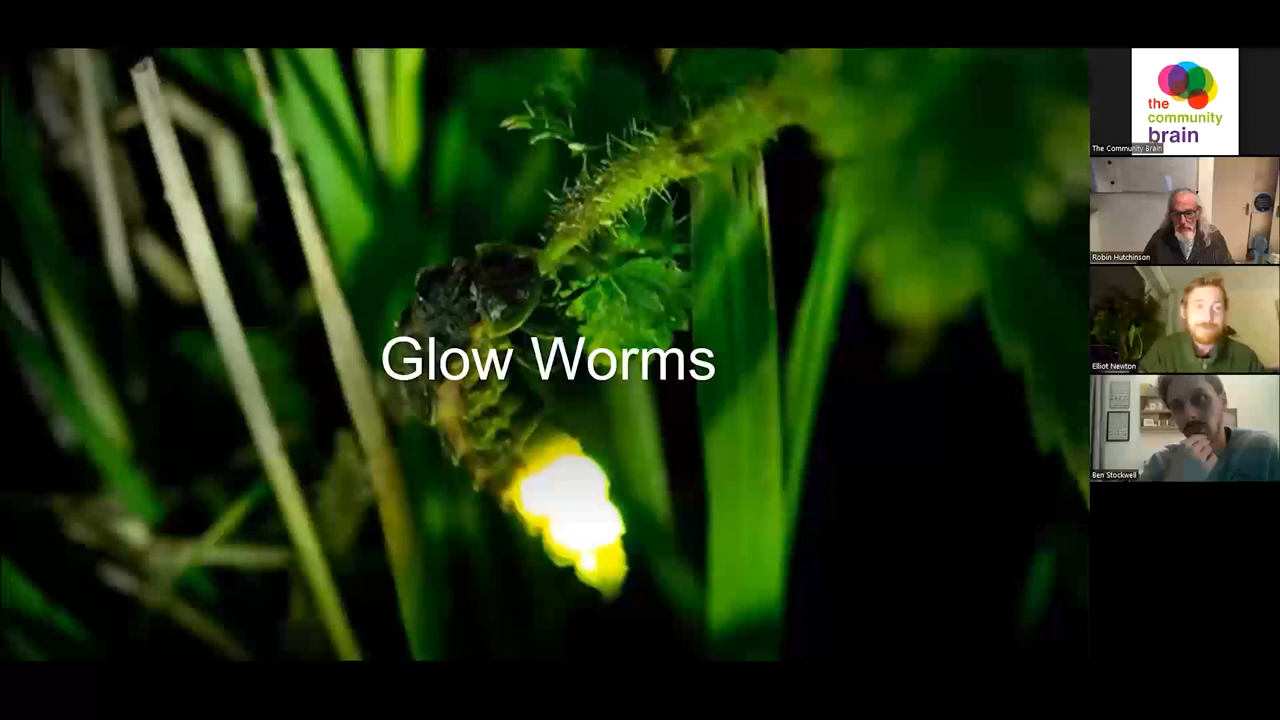 Glow Worms
the
community
brain
The Community Brain
Robin Hutchinson
Elliot Newton
Ben Stockwell